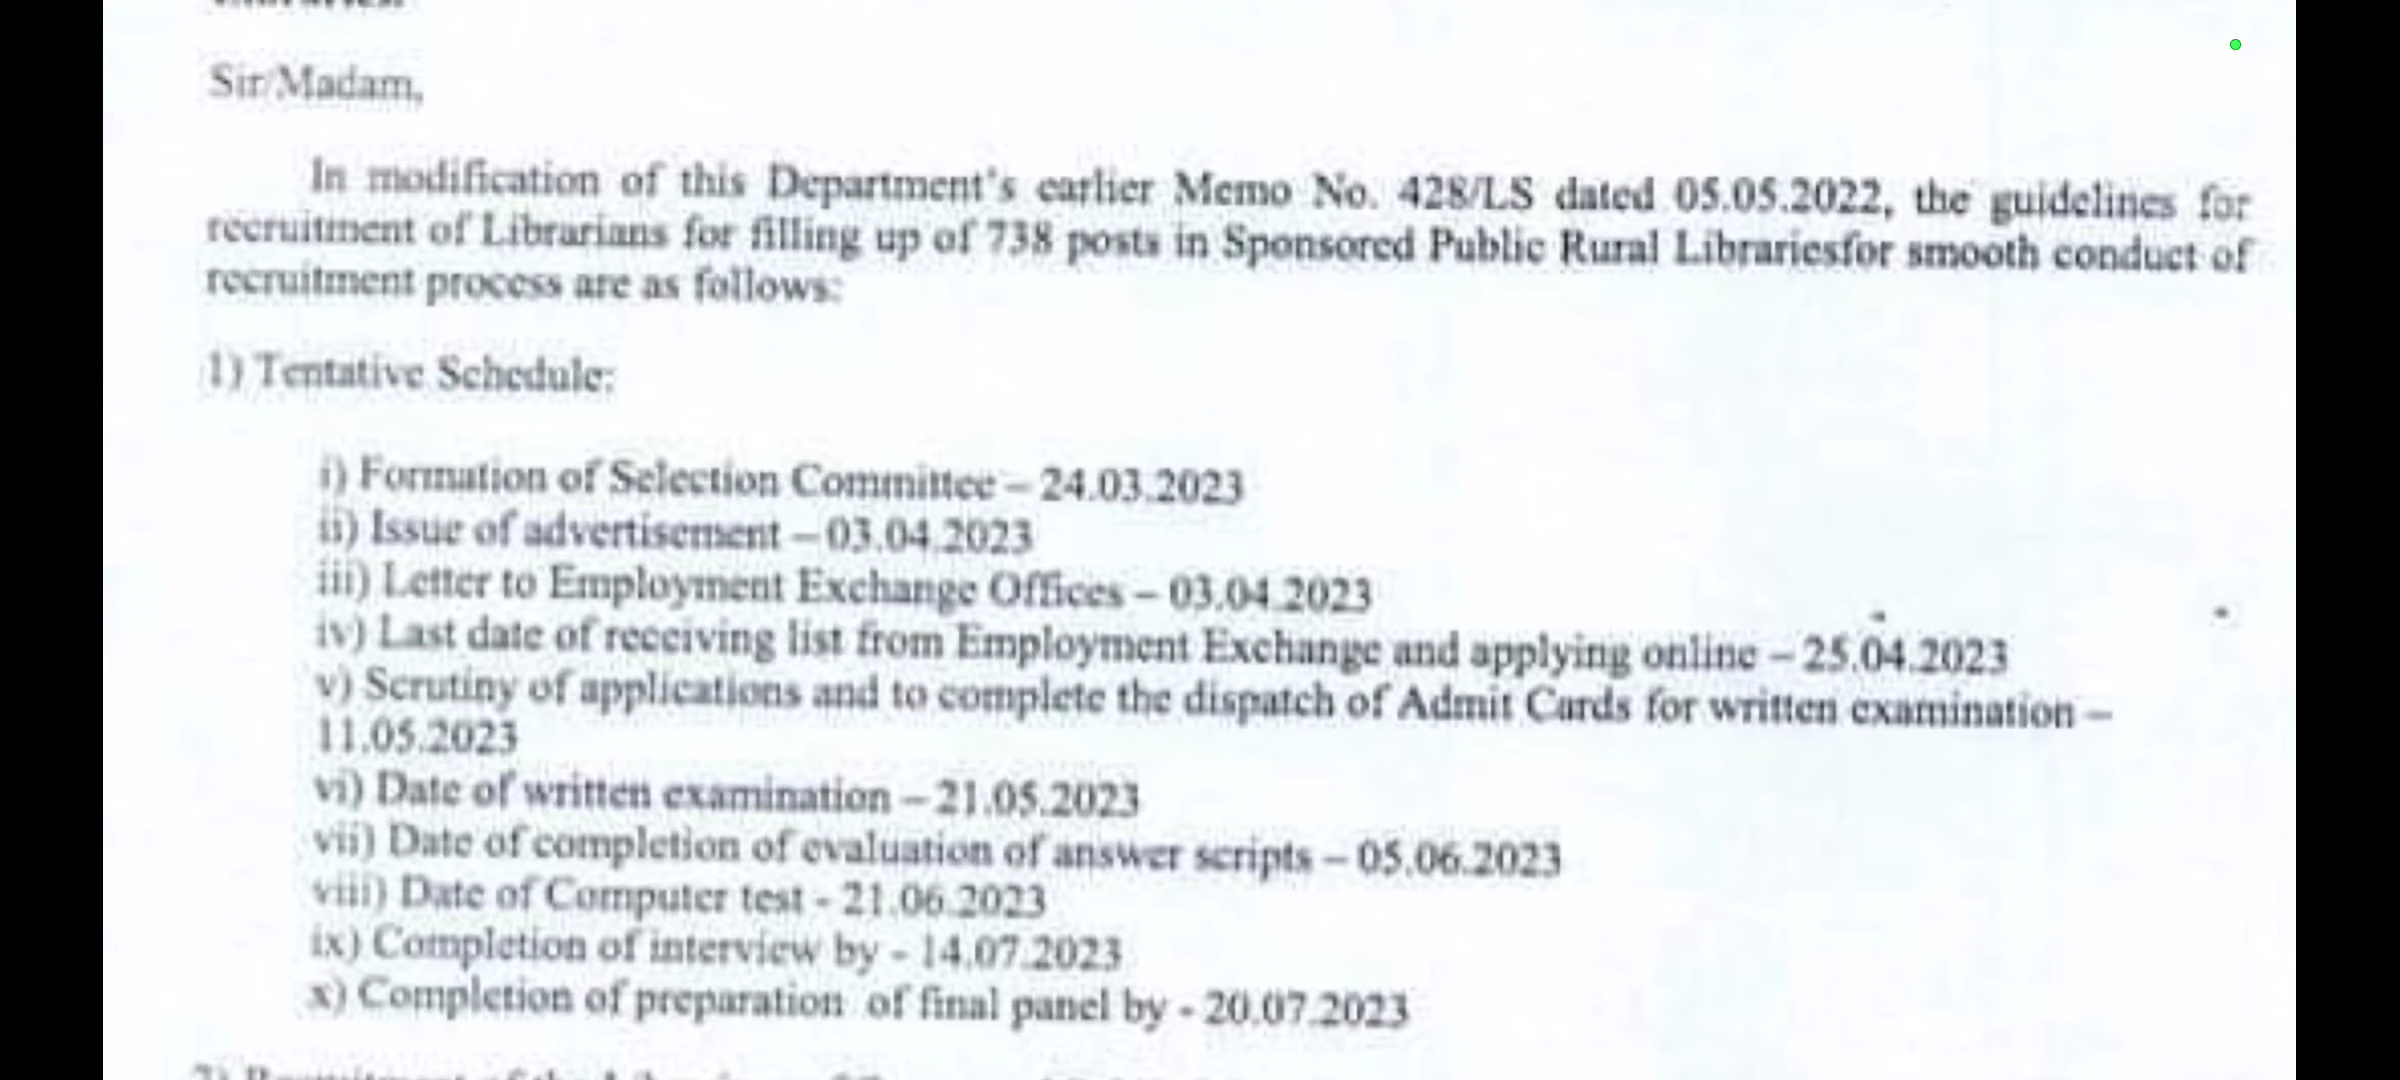 Sir/Madam,
In modification of this Department's earlier Memo No. 428/LS dated 05.05.2022, the guidelines for
recruitment of Librarians for filling up of 738 posts in Sponsored Public Rural Librariesfor smooth conduct of
recruitment process are as follows:
1) Tentative Schedule:
i) Formation of Selection Committee – 24.03.2023
ii) Issue of advertisement – 03.04.2023
iii) Letter to Employment Exchange Offices – 03.04.2023
iv) Last date of receiving list from Employment Exchange and applying online – 25.04.2023
v) Scrutiny of applications and to complete the dispatch of Admit Cards for written examination –
11.05.2023
vi) Date of written examination – 21.05.2023
vii) Date of completion of evaluation of answer scripts – 05.06.2023
viii) Date of Computer test - 21.06.2023
ix) Completion of interview by - 14.07.2023
x) Completion of preparation of final panel by - 20.07.2023